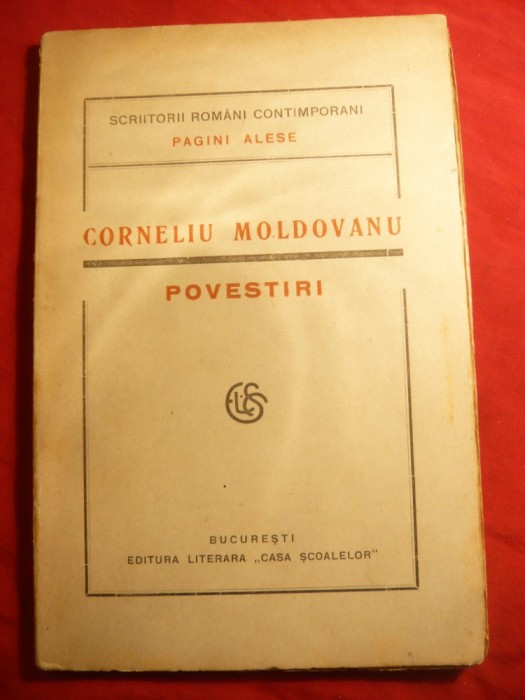 SCRIITORII ROMÂNI CONTIMPORANI
PAGINI ALESE
CORNELIU MOLDOVANU
POVESTIRI
BUCUREȘTI
EDITURA LITERARA „CASA ȘCOALELOR"